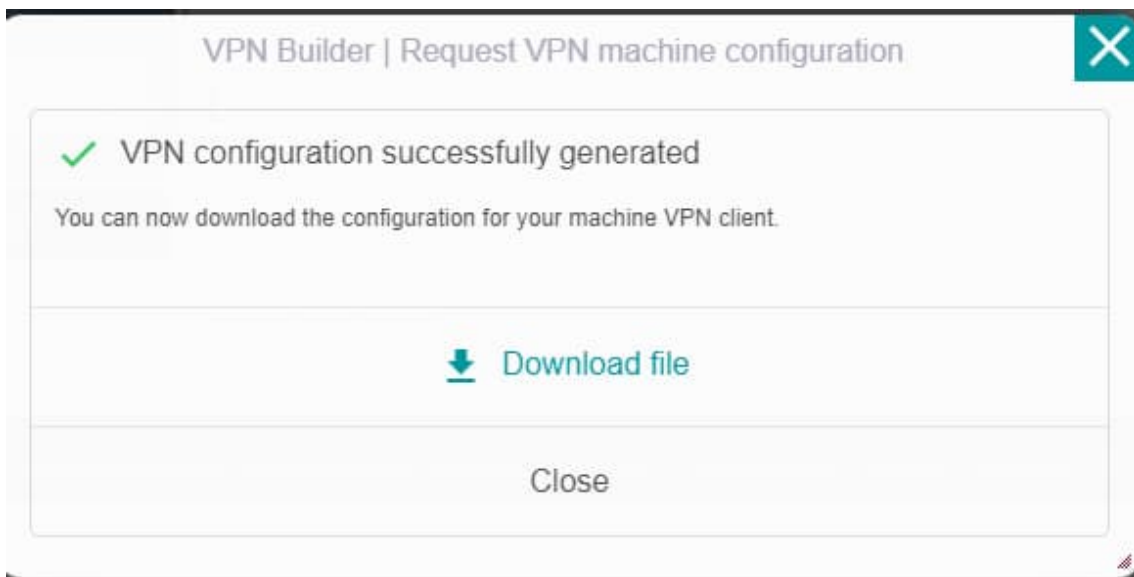 VPN Builder | Request VPN machine configuration
VPN configuration successfully generated
You can now download the configuration for your machine VPN client.
Download file
Close